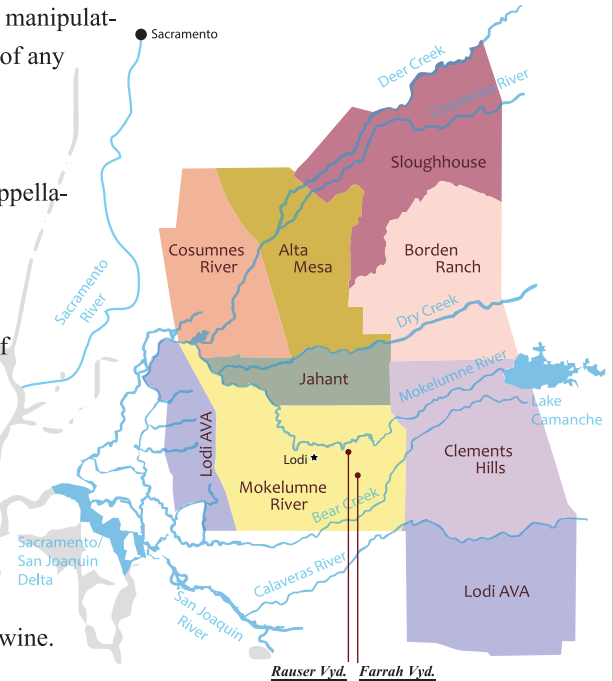 manipulat-
of any
ppella-
f
wine.
Sacramento
Deer Creek
Cosumnes River
Sloughhouse
Cosumnes
River
Alta
Mesa
Borden
Ranch
Sacramento
River
Dry Creek
Jahant
Mokelumne River
Lake
Camanche
Lodi AVA
Lodi
Clements
Hills
Mokelumne
River
Bear Creek
Sacramento/
San Joaquin
Delta
Calaveras River
San Joaquin
River
Lodi AVA
Rauser Vyd.
Farrah Vyd.